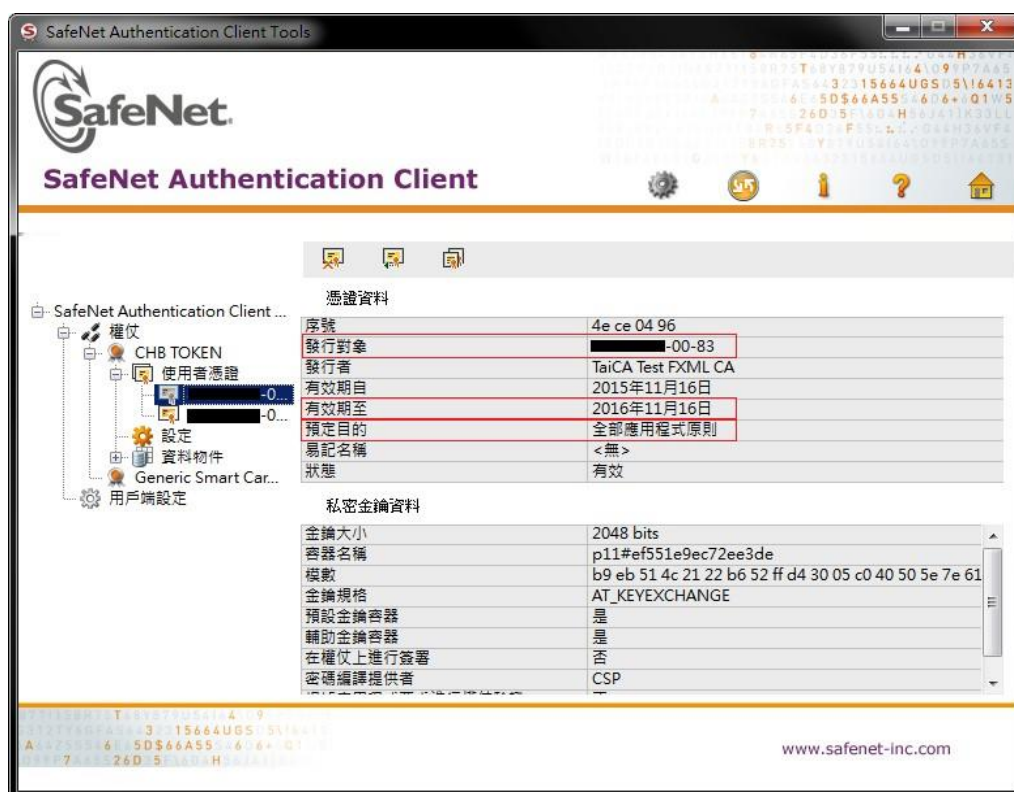 SafeNet Authentication Client Tools
SafeNet.
SafeNet Authentication Client
憑證資料
SafeNet Authentication Client ...
權仗
CHB TOKEN
使用者憑證
-0...
-0...
設定
資料物件
Generic Smart Car...
用戶端設定
序號 4e ce 04 96
發行對象 -00-83
發行者 TaiCA Test FXML CA
有效期自 2015年11月16日
有效期至 2016年11月16日
預定目的 全部應用程式原則
易記名稱 <無>
狀態 有效
私密金鑰資料
金鑰大小 2048 bits
容器名稱 p11#ef551e9ec72ee3de
模數 b9 eb 51 4c 21 22 b6 52 ff d4 30 05 c0 40 50 5e 7e 61
金鑰規格 AT_KEYEXCHANGE
預設金鑰容器 是
輔助金鑰容器 是
在權仗上進行簽署 否
密碼編譯提供者 CSP
www.safenet-inc.com